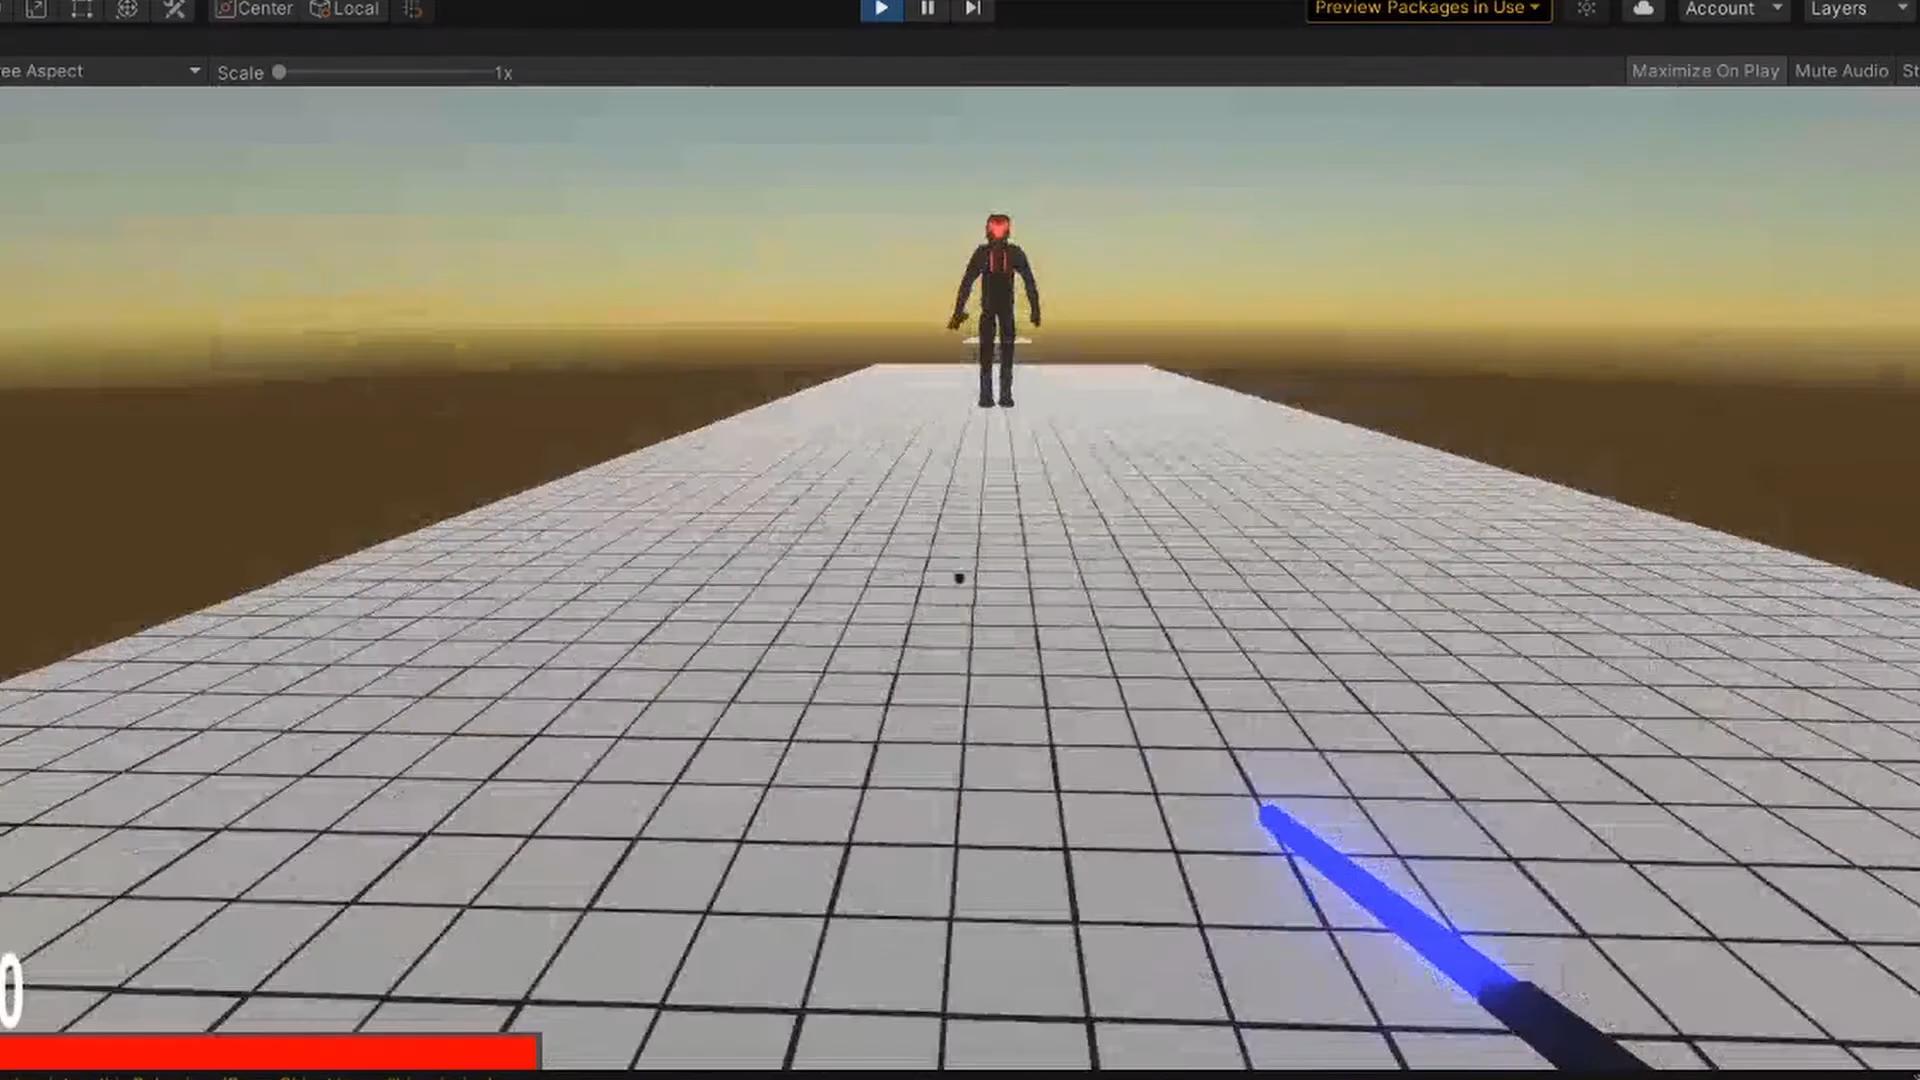 Center Local Preview Packages in Use Account Layers
ee Aspect Scale 1x Maximize On Play Mute Audio St
0